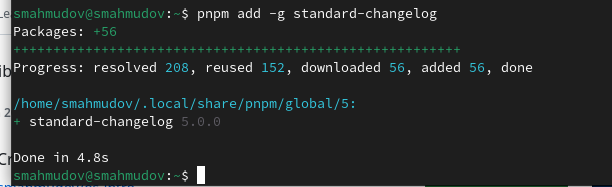 smahmudov@smahmudov:~$ pnpm add -g standard-changelog
Packages: +56
++++++++++++++++++++++++++++++++++++++++++++++++++++++++
Progress: resolved 208, reused 152, downloaded 56, added 56, done
/home/smahmudov/.local/share/pnpm/global/5:
+ standard-changelog 5.0.0
Done in 4.8s
smahmudov@smahmudov:~$